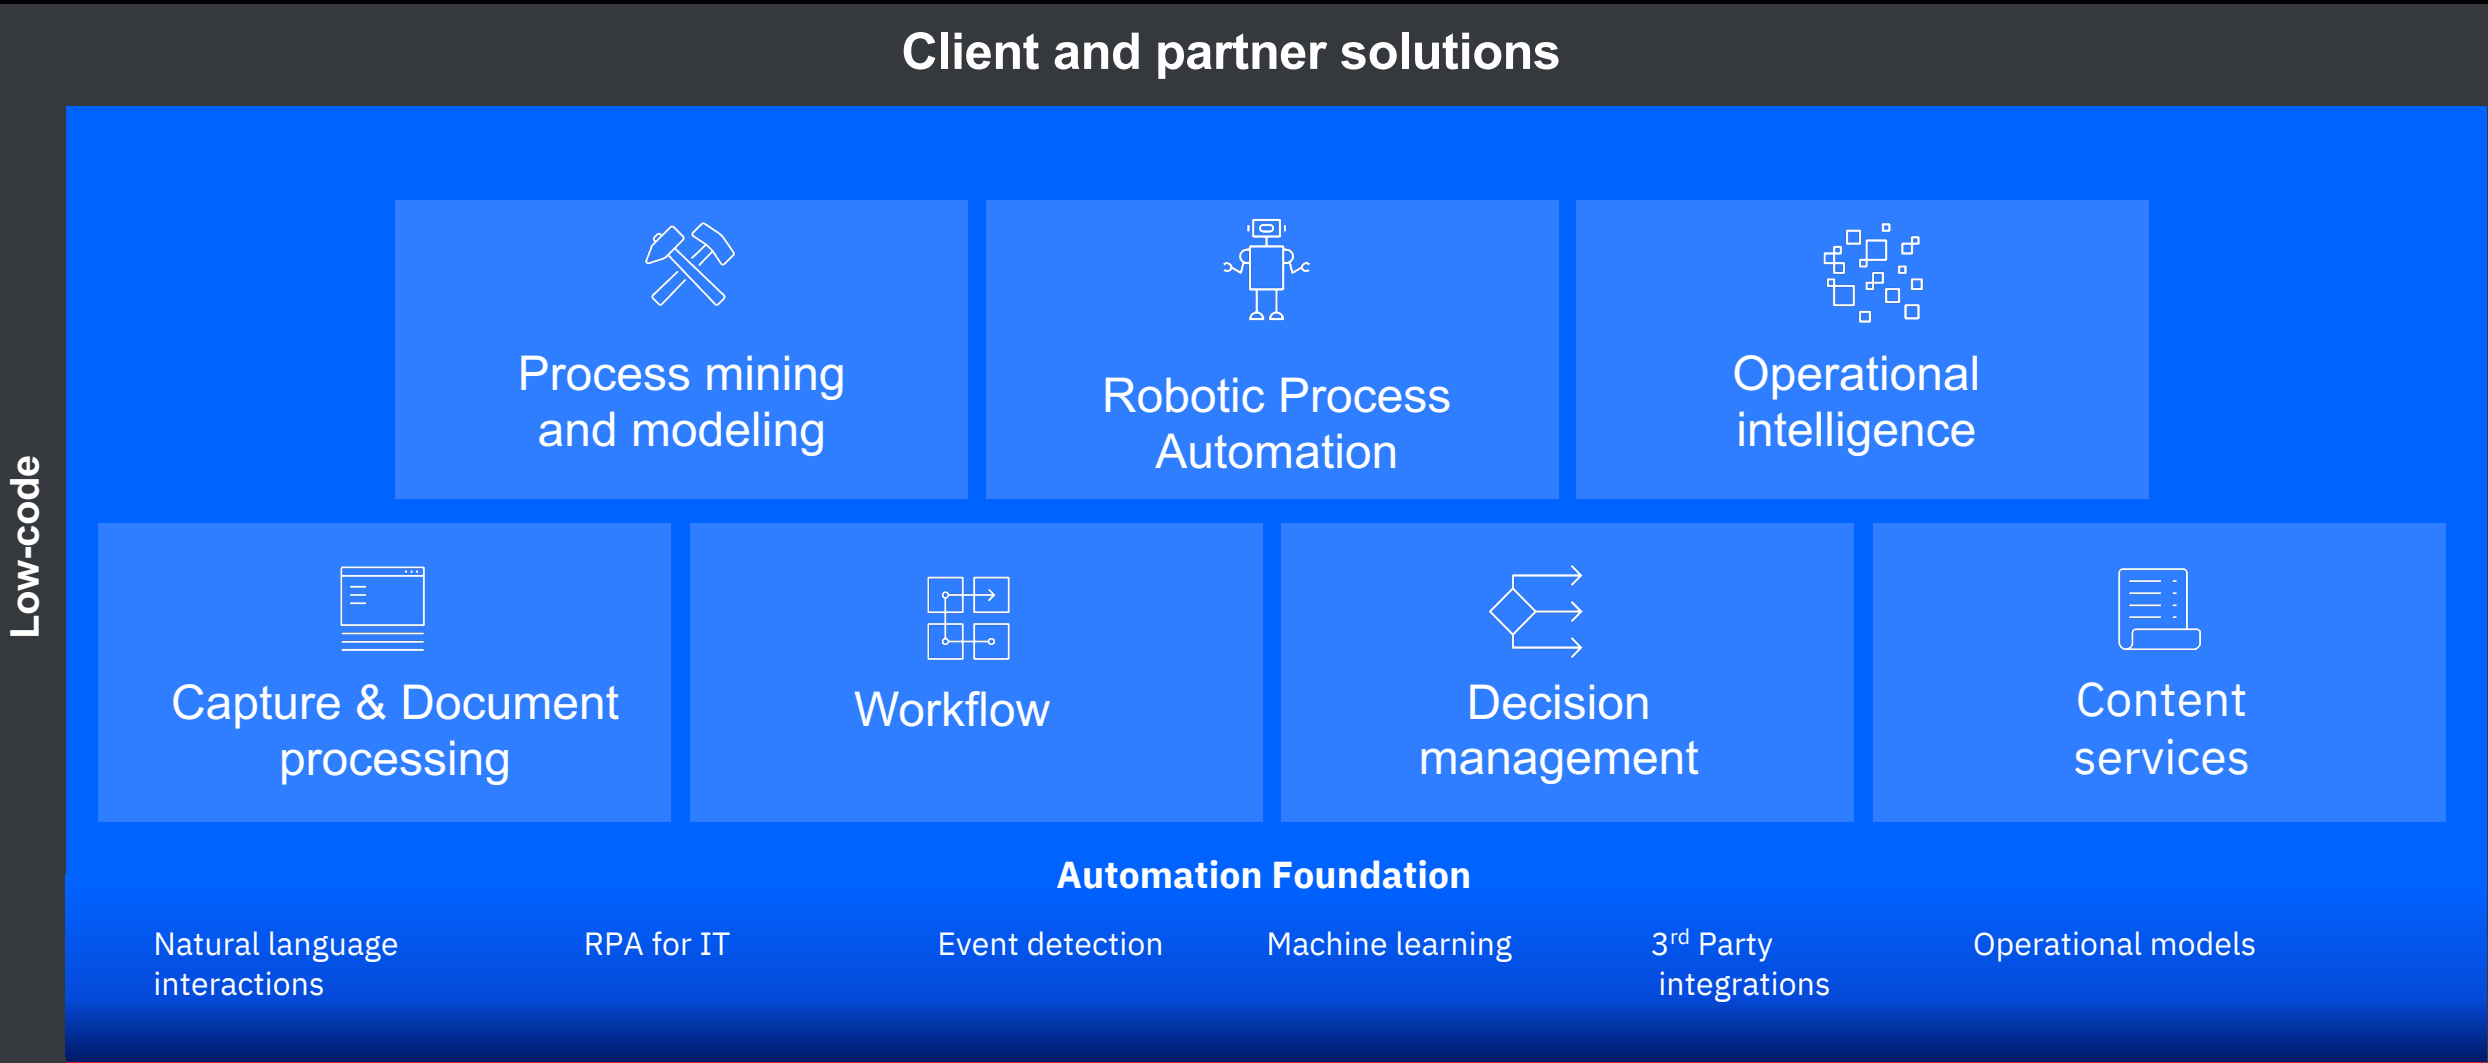 Client and partner solutions
Low-code
Process mining
and modeling
Robotic Process
Automation
Operational
intelligence
Capture & Document
processing
Workflow
Decision
management
Content
services
Automation Foundation
Natural language
interactions
RPA for IT
Event detection
Machine learning
3rd Party
integrations
Operational models